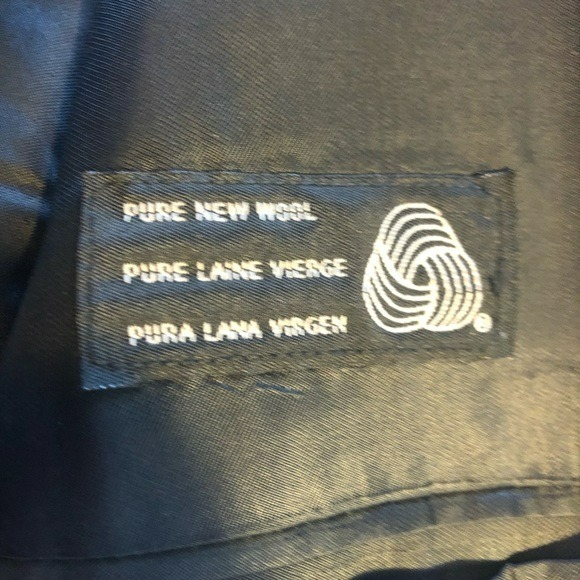 PURE NEW WOOL
PURE LAINE VIERGE
PURA LANA VIRGEN
®